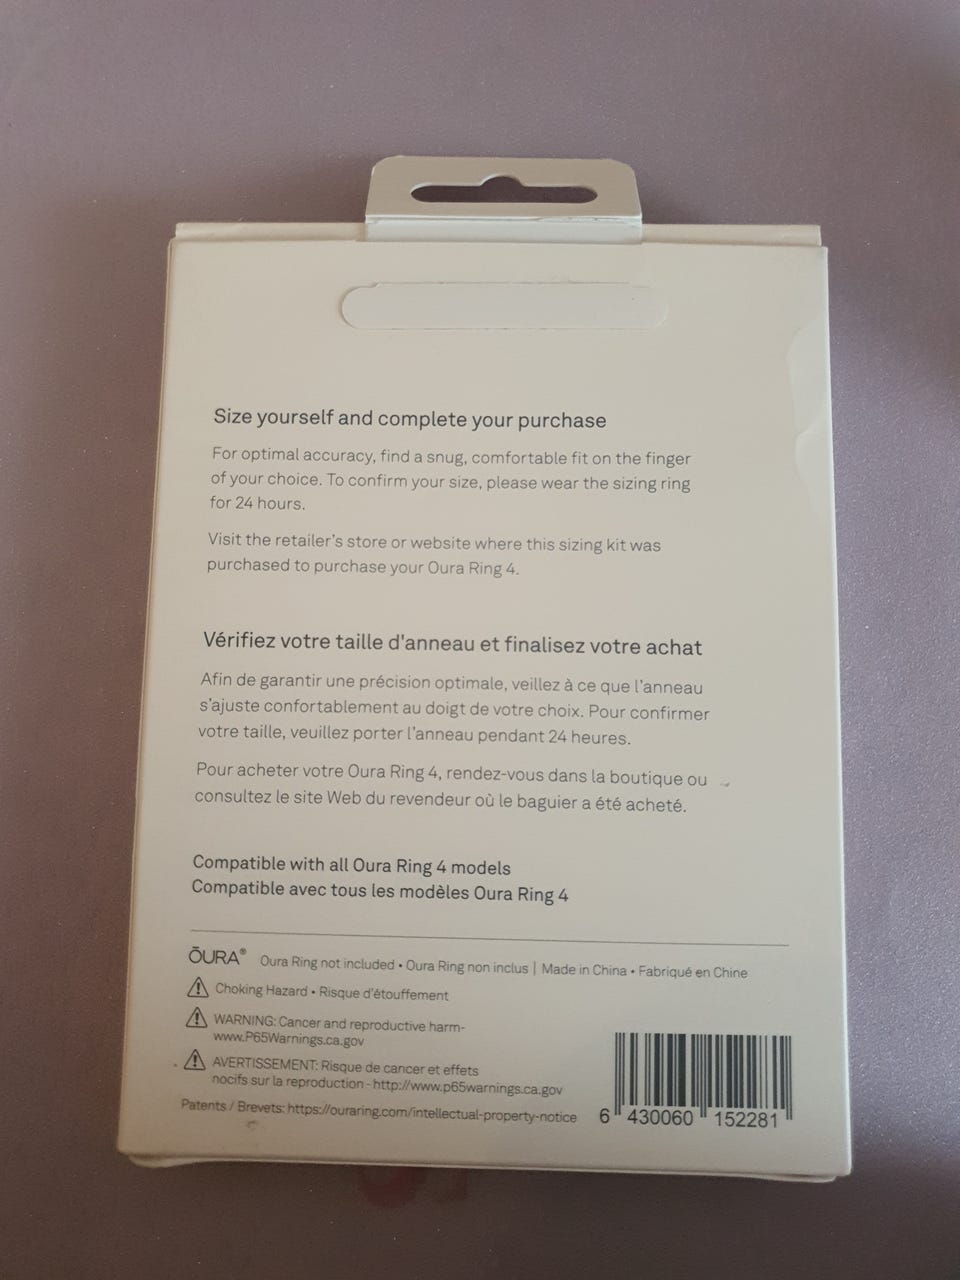 Size yourself and complete your purchase
For optimal accuracy, find a snug, comfortable fit on the finger
of your choice. To confirm your size, please wear the sizing ring
for 24 hours.
Visit the retailer's store or website where this sizing kit was
purchased to purchase your Oura Ring 4.
Vérifiez votre taille d'anneau et finalisez votre achat
Afin de garantir une précision optimale, veillez à ce que l'anneau
s'ajuste confortablement au doigt de votre choix. Pour confirmer
votre taille, veuillez porter l'anneau pendant 24 heures.
Pour acheter votre Oura Ring 4, rendez-vous dans la boutique ou
consultez le site Web du revendeur où le baguier a été acheté.
Compatible with all Oura Ring 4 models
Compatible avec tous les modèles Oura Ring 4
ŌURA® Oura Ring not included • Oura Ring non inclus | Made in China • Fabriqué en Chine
Choking Hazard • Risque d'étouffement
WARNING: Cancer and reproductive harm-
www.P65Warnings.ca.gov
AVERTISSEMENT: Risque de cancer et effets
nocifs sur la reproduction - http://www.p65warnings.ca.gov
Patents / Brevets: https://ouraring.com/intellectual-property-notice
6 430060 152281